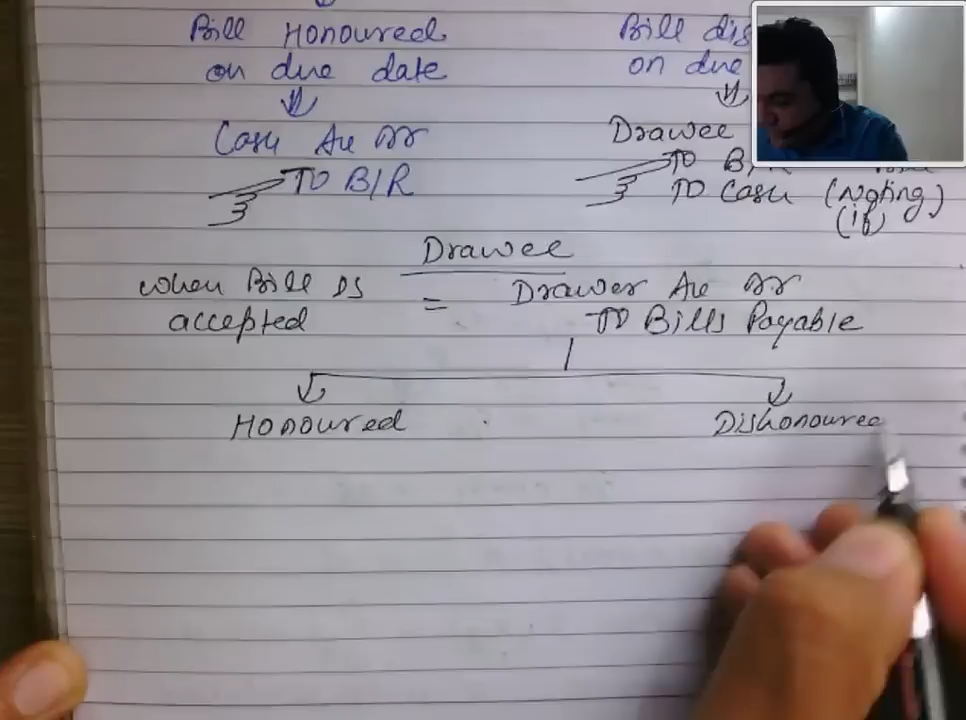 Bill Honoured
on due date
Cash A/c Dr
TO B/R
Bill dis
on due
Drawee
TO B/R
TO Cash (Noting)
(if)
Drawee
when Bill is
accepted
=
Drawer A/c Dr
TO Bills Payable
Honoured
Dishonoured